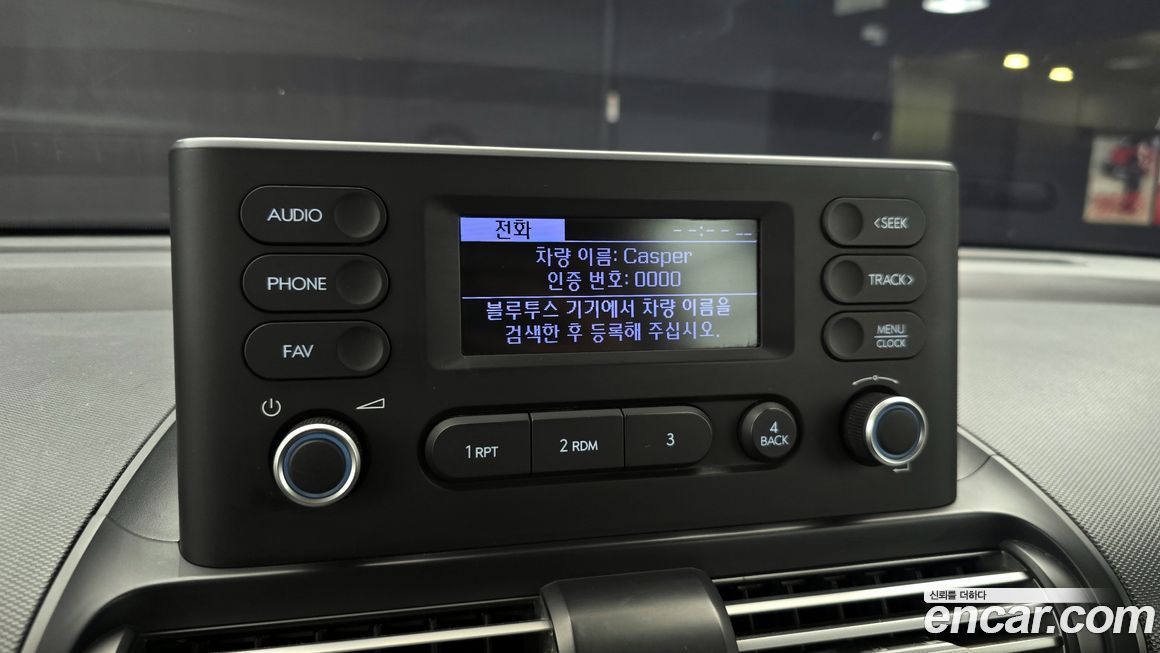 AUDIO
PHONE
FAV
전화
--:-- --
차량 이름: Casper
인증 번호: 0000
블루투스 기기에서 차량 이름을
검색한 후 등록해 주십시오.
<SEEK
TRACK>
MENU
CLOCK
1 RPT
2 RDM
3
4
BACK
신뢰를 더하다
encar.com